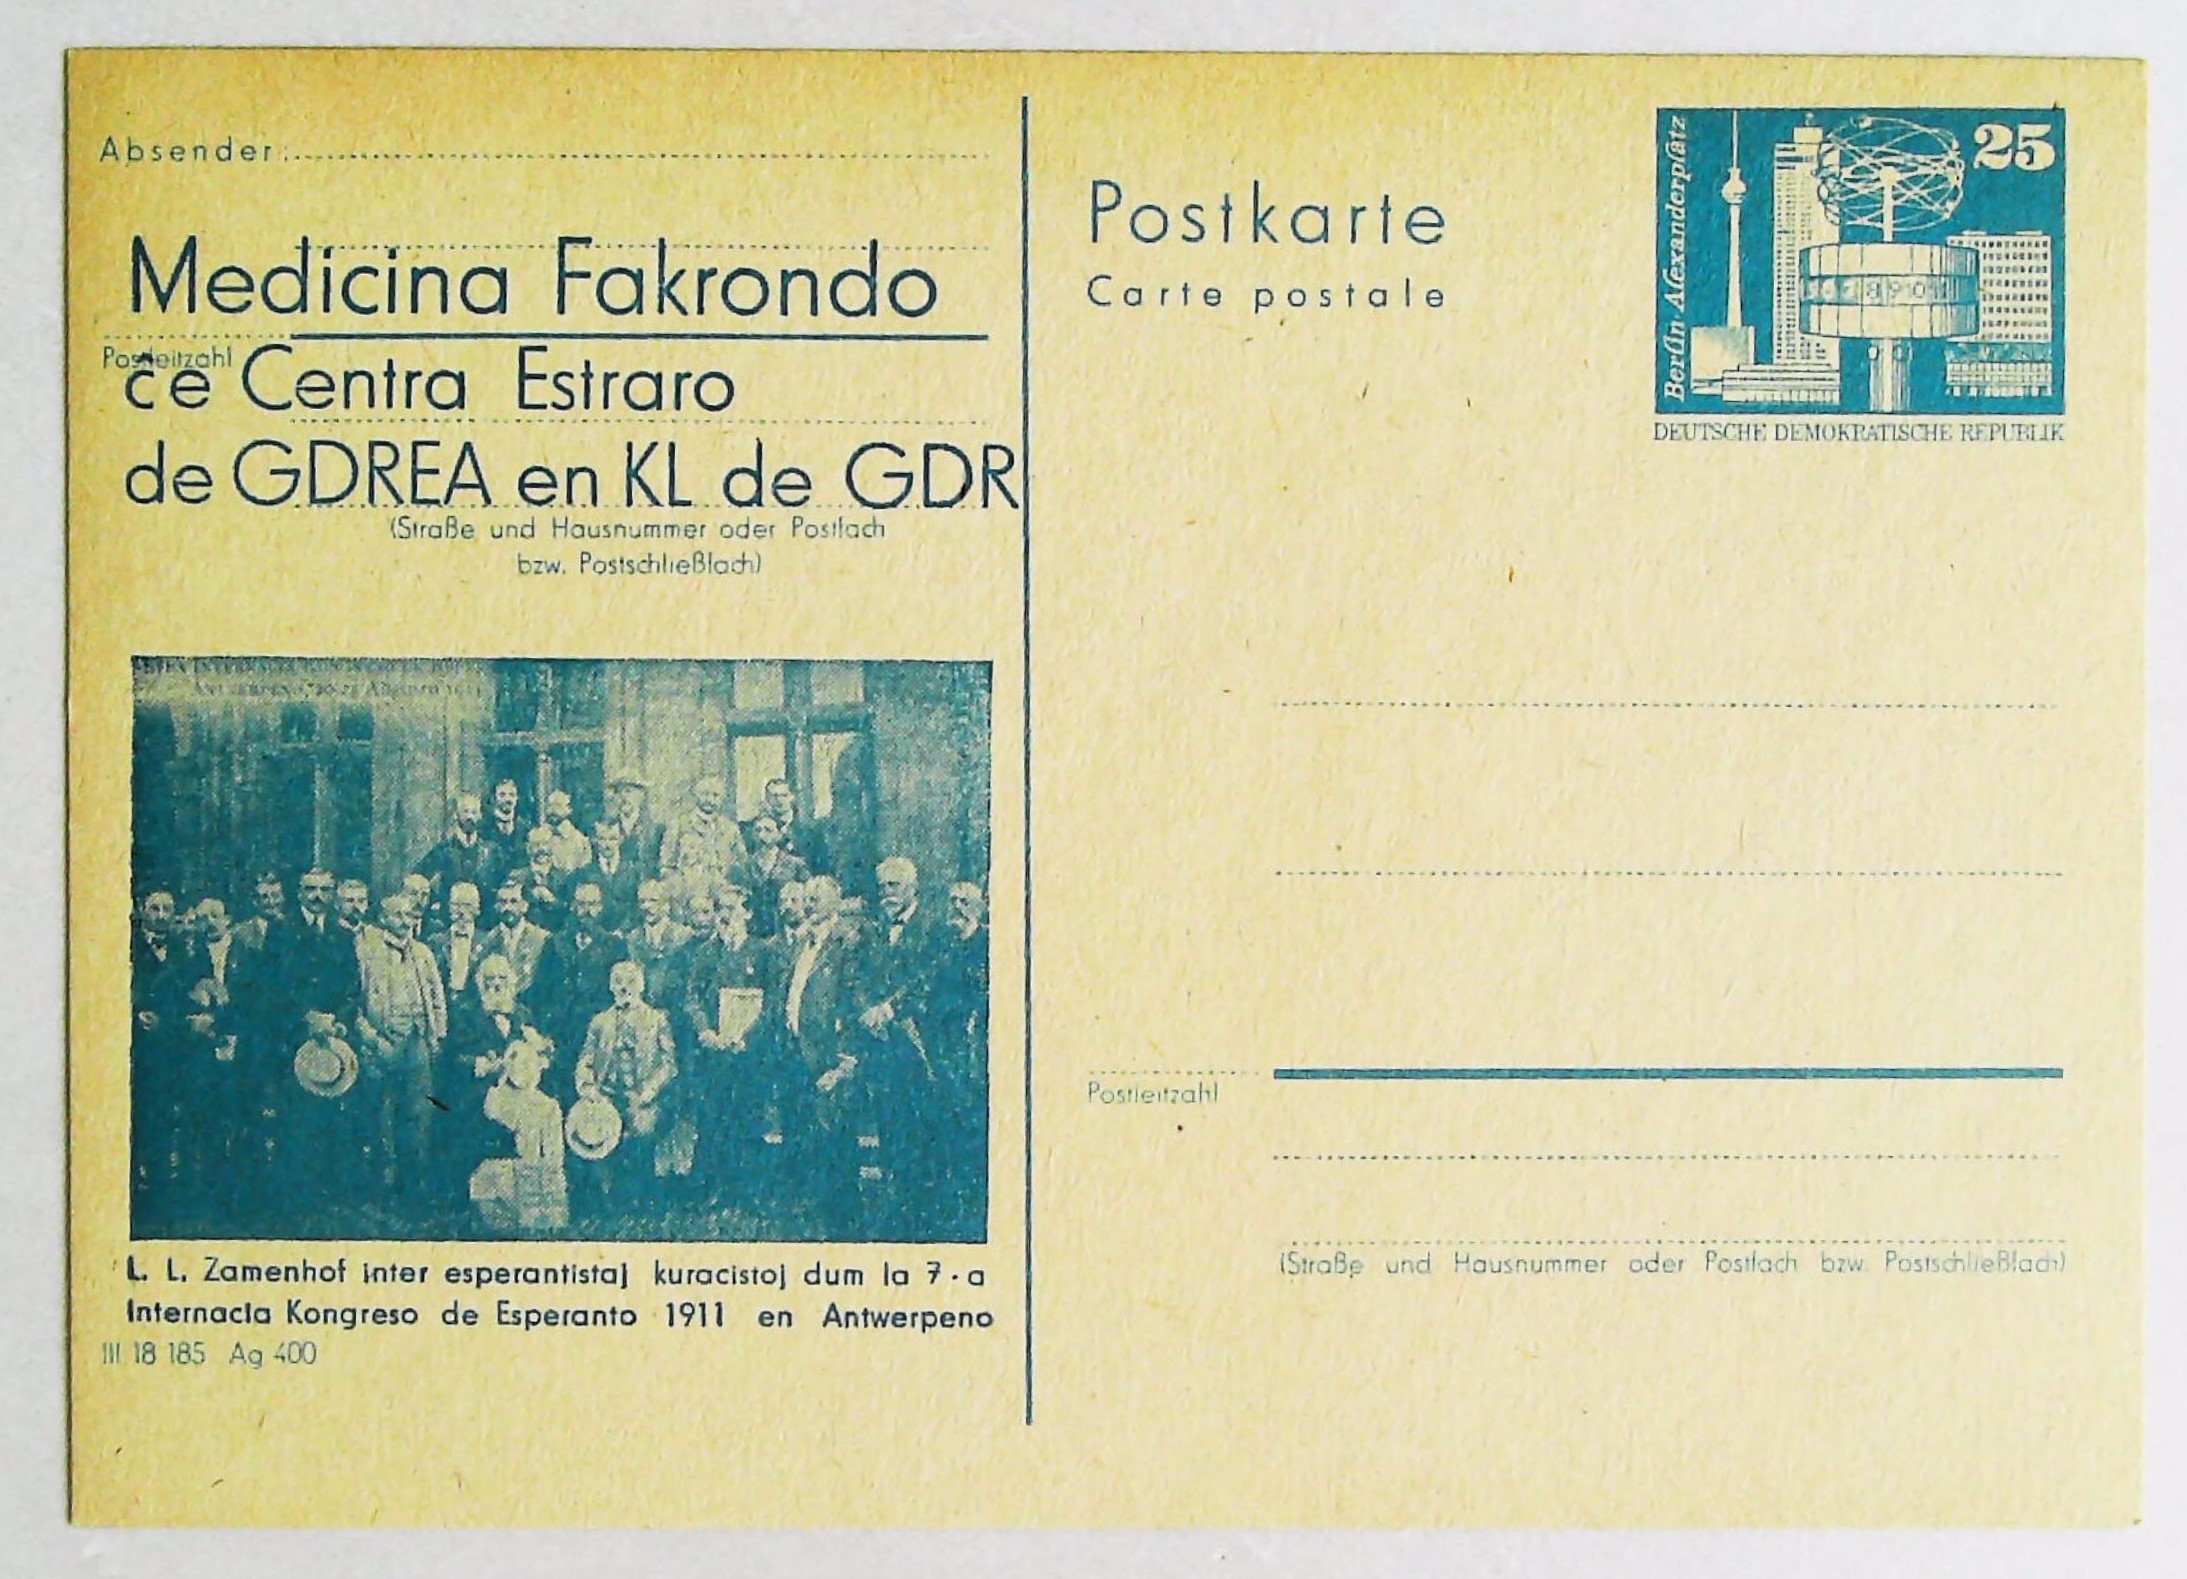 Absender:
Medicina Fakrondo
Postleitzahl
ĉe Centra Estraro
de GDREA en KL de GDR
(Straße und Hausnummer oder Postfach
bzw. Postschließfach)
L. L. Zamenhof inter esperantistaj kuracistoj dum la 7.a
Internacia Kongreso de Esperanto 1911 en Antwerpeno
III 18 185 Ag 400
Postkarte
Carte postale
Berlin-Alexanderplatz
25
DEUTSCHE DEMOKRATISCHE REPUBLIK
Postleitzahl
(Straße und Hausnummer oder Postfach bzw. Postschließfach)